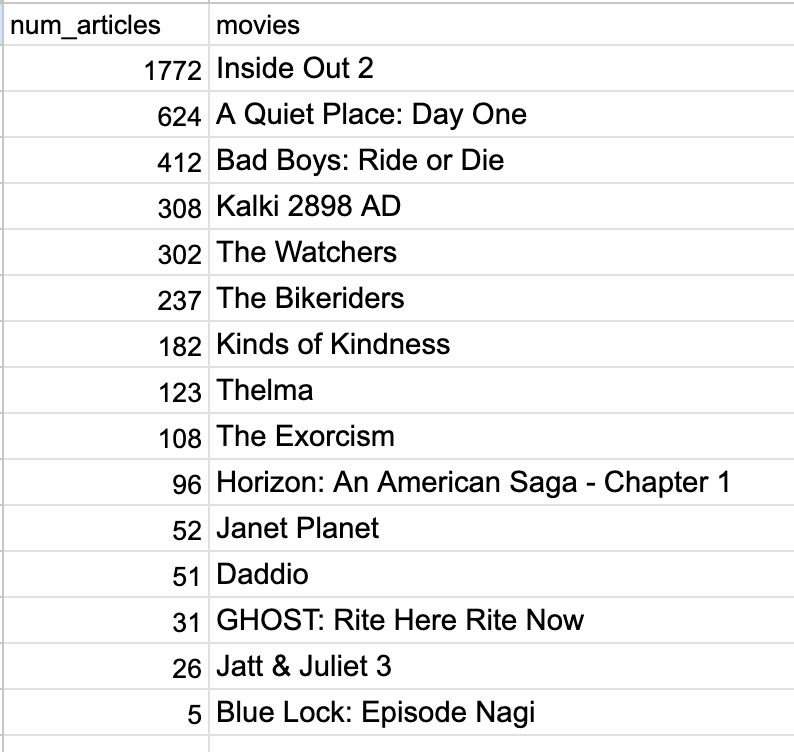 num_articles movies
1772 Inside Out 2
624 A Quiet Place: Day One
412 Bad Boys: Ride or Die
308 Kalki 2898 AD
302 The Watchers
237 The Bikeriders
182 Kinds of Kindness
123 Thelma
108 The Exorcism
96 Horizon: An American Saga - Chapter 1
52 Janet Planet
51 Daddio
31 GHOST: Rite Here Rite Now
26 Jatt & Juliet 3
5 Blue Lock: Episode Nagi